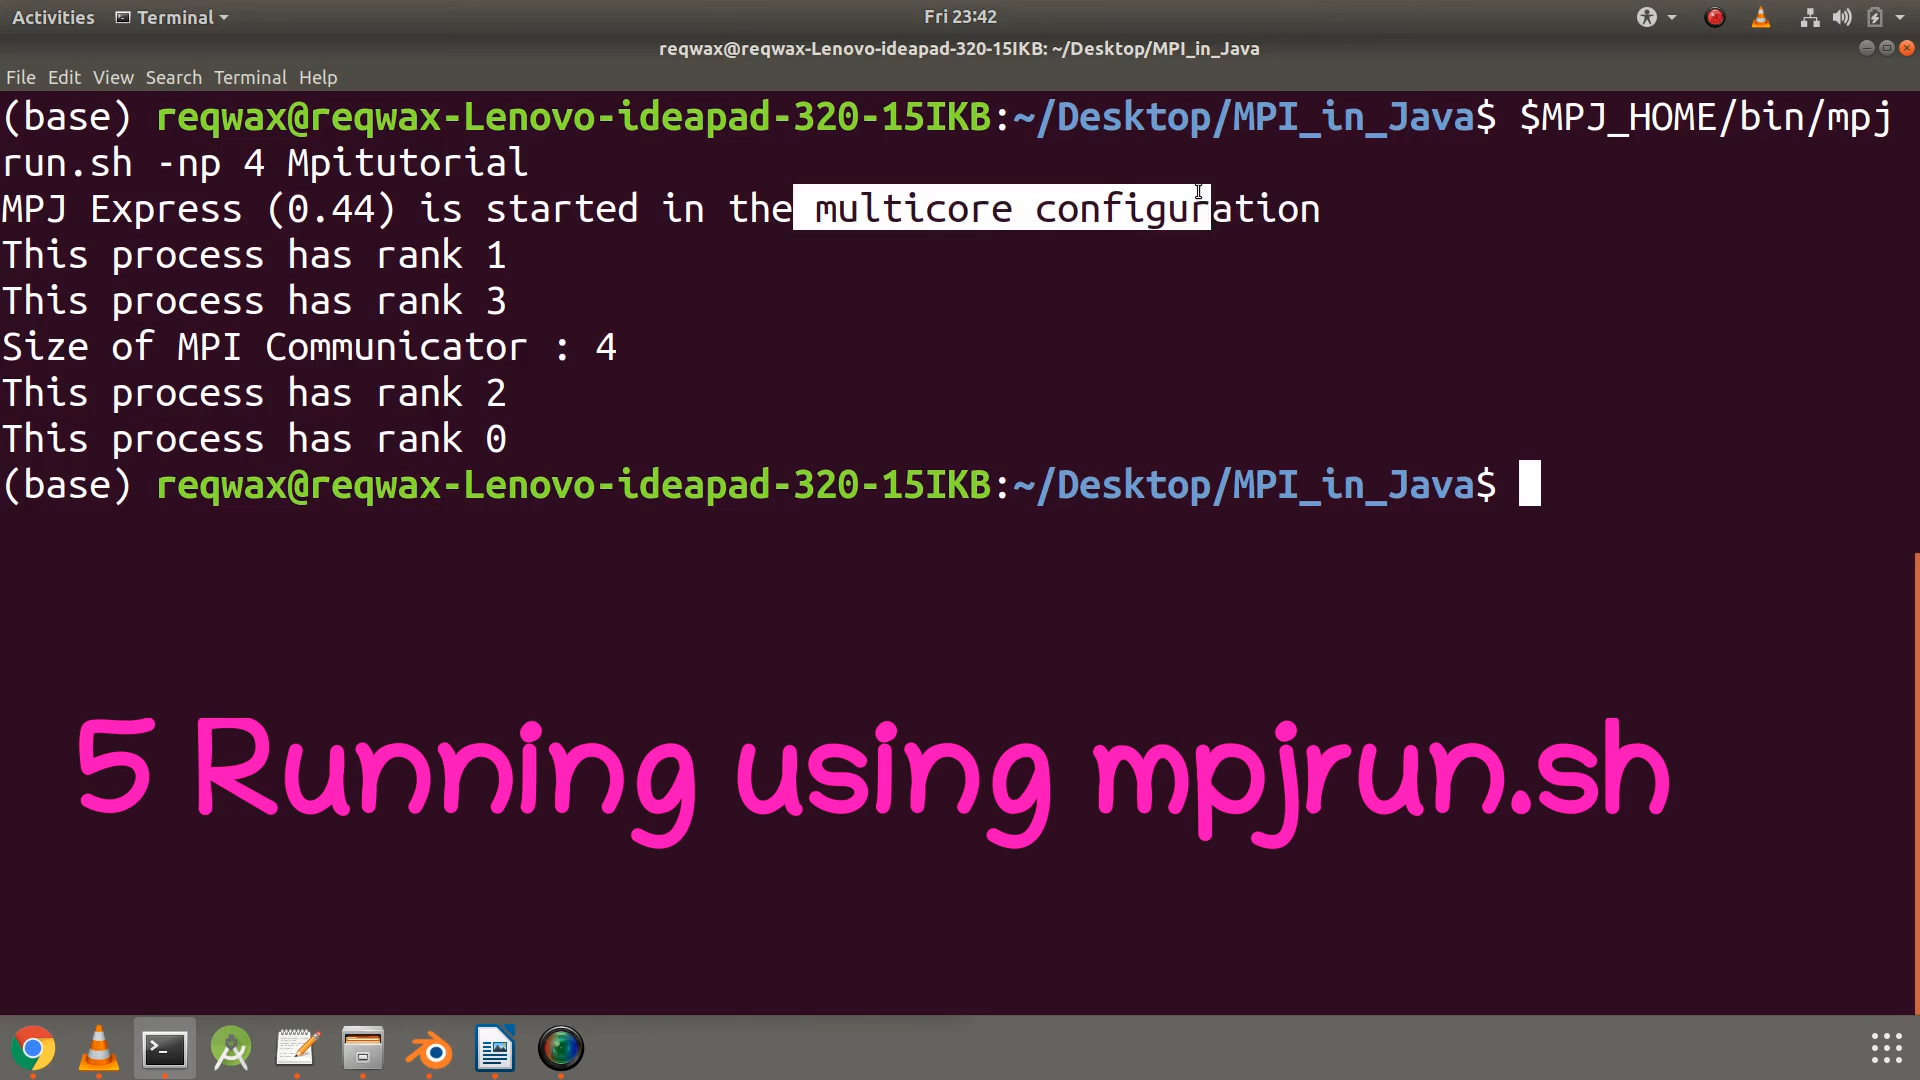 Activities Terminal Fri 23:42
reqwax@reqwax-Lenovo-ideapad-320-15IKB: ~/Desktop/MPI_in_Java
File Edit View Search Terminal Help
(base) reqwax@reqwax-Lenovo-ideapad-320-15IKB:~/Desktop/MPI_in_Java$ $MPJ_HOME/bin/mpj
run.sh -np 4 Mpitutorial
MPJ Express (0.44) is started in the multicore configuration
This process has rank 1
This process has rank 3
Size of MPI Communicator : 4
This process has rank 2
This process has rank 0
(base) reqwax@reqwax-Lenovo-ideapad-320-15IKB:~/Desktop/MPI_in_Java$
5 Running using mpjrun.sh